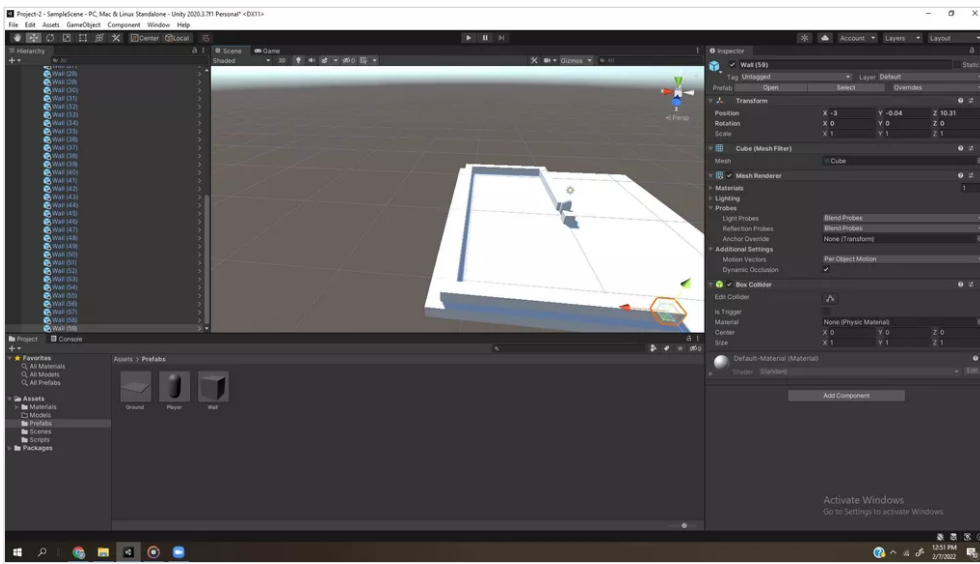 Project-2 - SampleScene - PC, Mac & Linux Standalone - Unity 2020.3.7f1 Personal* <DX11>
File Edit Assets GameObject Component Window Help
Center Local
Account Layers Layout
Hierarchy
Scene Game
Inspector
All
Shaded 2D
Gizmos All
Wall (59) Static
Tag Untagged Layer Default
Prefab Open Select Overrides
Wall (28)
Wall (29)
Wall (30)
Wall (31)
Wall (32)
Wall (33)
Wall (34)
Wall (35)
Wall (36)
Wall (37)
Wall (38)
Wall (39)
Wall (40)
Wall (41)
Wall (42)
Wall (43)
Wall (44)
Wall (45)
Wall (46)
Wall (47)
Wall (48)
Wall (49)
Wall (50)
Wall (51)
Wall (52)
Wall (53)
Wall (54)
Wall (55)
Wall (56)
Wall (57)
Wall (58)
Wall (59)
Persp
Transform
Position X -3 Y -0.04 Z 10.31
Rotation X 0 Y 0 Z 0
Scale X 1 Y 1 Z 1
Cube (Mesh Filter)
Mesh Cube
Mesh Renderer
Materials 1
Lighting
Probes
Light Probes Blend Probes
Reflection Probes Blend Probes
Anchor Override None (Transform)
Additional Settings
Motion Vectors Per Object Motion
Dynamic Occlusion
Box Collider
Edit Collider
Is Trigger
Material None (Physic Material)
Center X 0 Y 0 Z 0
Size X 1 Y 1 Z 1
Default-Material (Material)
Shader Standard Edit
Add Component
Project Console
Favorites
All Materials
All Models
All Prefabs
Assets
Materials
Models
Prefabs
Scenes
Scripts
Packages
Assets > Prefabs
Ground Player Wall
Activate Windows
Go to Settings to activate Windows.
12:51 PM
2/7/2022